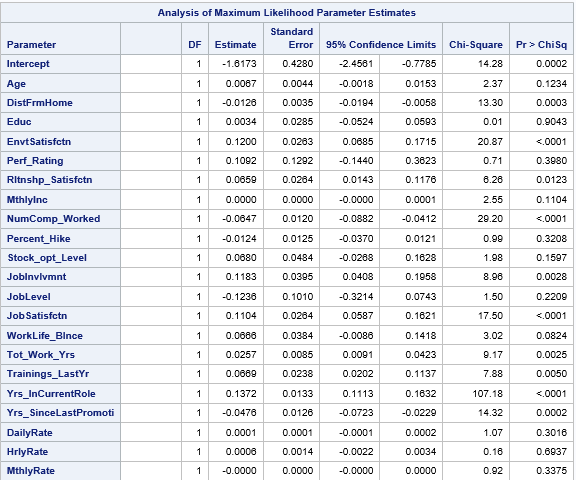 Analysis of Maximum Likelihood Parameter Estimates
Parameter DF Estimate Standard Error 95% Confidence Limits Chi-Square Pr > ChiSq
Intercept 1 -1.6173 0.4280 -2.4561 -0.7785 14.28 0.0002
Age 1 0.0067 0.0044 -0.0018 0.0153 2.37 0.1234
DistFrmHome 1 -0.0126 0.0035 -0.0194 -0.0058 13.30 0.0003
Educ 1 0.0034 0.0285 -0.0524 0.0593 0.01 0.9043
EnvtSatisfctn 1 0.1200 0.0263 0.0685 0.1715 20.87 <.0001
Perf_Rating 1 0.1092 0.1292 -0.1440 0.3623 0.71 0.3980
Rltnshp_Satisfctn 1 0.0659 0.0264 0.0143 0.1176 6.26 0.0123
MthlyInc 1 0.0000 0.0000 -0.0000 0.0001 2.55 0.1104
NumComp_Worked 1 -0.0647 0.0120 -0.0882 -0.0412 29.20 <.0001
Percent_Hike 1 -0.0124 0.0125 -0.0370 0.0121 0.99 0.3208
Stock_opt_Level 1 0.0680 0.0484 -0.0268 0.1628 1.98 0.1597
JobInvlvmnt 1 0.1183 0.0395 0.0408 0.1958 8.96 0.0028
JobLevel 1 -0.1236 0.1010 -0.3214 0.0743 1.50 0.2209
JobSatisfctn 1 0.1104 0.0264 0.0587 0.1621 17.50 <.0001
WorkLife_Blnce 1 0.0666 0.0384 -0.0086 0.1418 3.02 0.0824
Tot_Work_Yrs 1 0.0257 0.0085 0.0091 0.0423 9.17 0.0025
Trainings_LastYr 1 0.0669 0.0238 0.0202 0.1137 7.88 0.0050
Yrs_InCurrentRole 1 0.1372 0.0133 0.1113 0.1632 107.18 <.0001
Yrs_SinceLastPromoti 1 -0.0476 0.0126 -0.0723 -0.0229 14.32 0.0002
DailyRate 1 0.0001 0.0001 -0.0001 0.0002 1.07 0.3016
HrlyRate 1 0.0006 0.0014 -0.0022 0.0034 0.16 0.6937
MthlyRate 1 -0.0000 0.0000 -0.0000 0.0000 0.92 0.3375